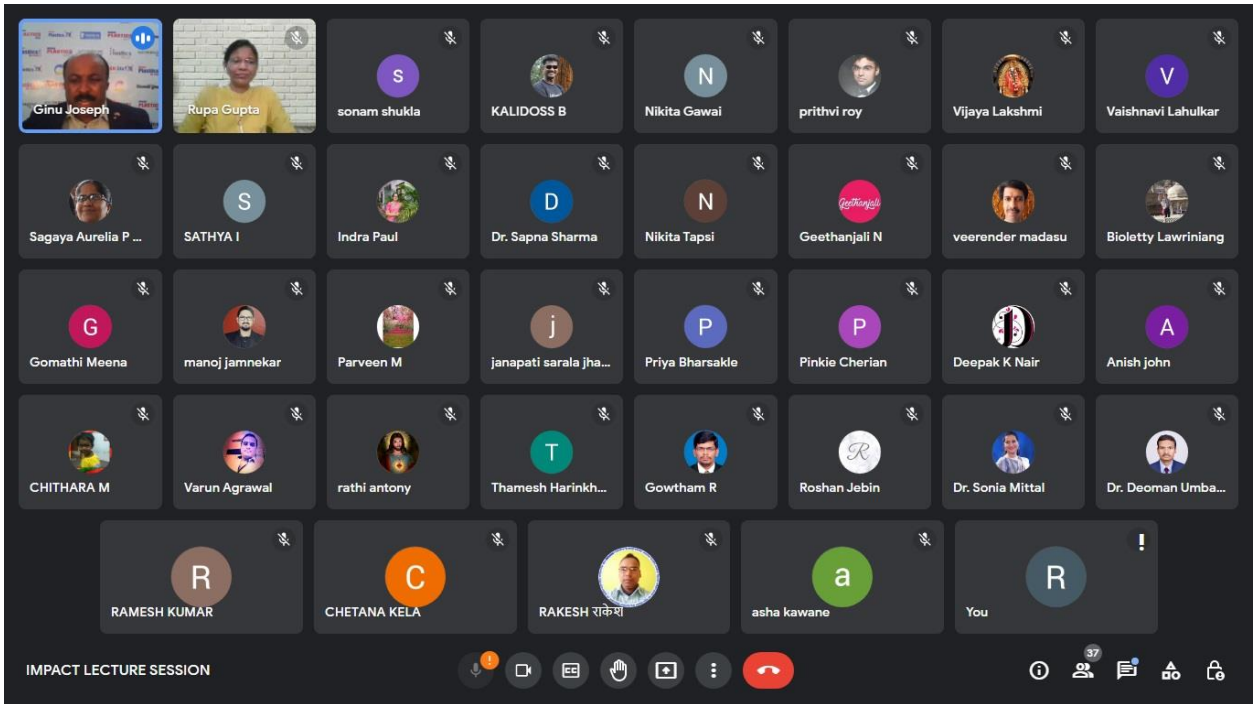 Ginu Joseph
Rupa Gupta
s
sonam shukla
KALIDOSS B
N
Nikita Gawai
prithvi roy
Vijaya Lakshmi
V
Vaishnavi Lahulkar
Sagaya Aurelia P ...
S
SATHYA I
Indra Paul
D
Dr. Sapna Sharma
N
Nikita Tapsi
Geethanjali
Geethanjali N
veerender madasu
Bioletty Lawriniang
G
Gomathi Meena
manoj jamnekar
Parveen M
j
janapati sarala jha...
P
Priya Bharsakle
P
Pinkie Cherian
Deepak K Nair
A
Anish john
CHITHARA M
Varun Agrawal
rathi antony
T
Thamesh Harinkh...
Gowtham R
R
Roshan Jebin
Dr. Sonia Mittal
Dr. Deoman Umba...
R
RAMESH KUMAR
C
CHETANA KELA
RAKESH राकेश
a
asha kawane
R
You
IMPACT LECTURE SESSION
CC
37